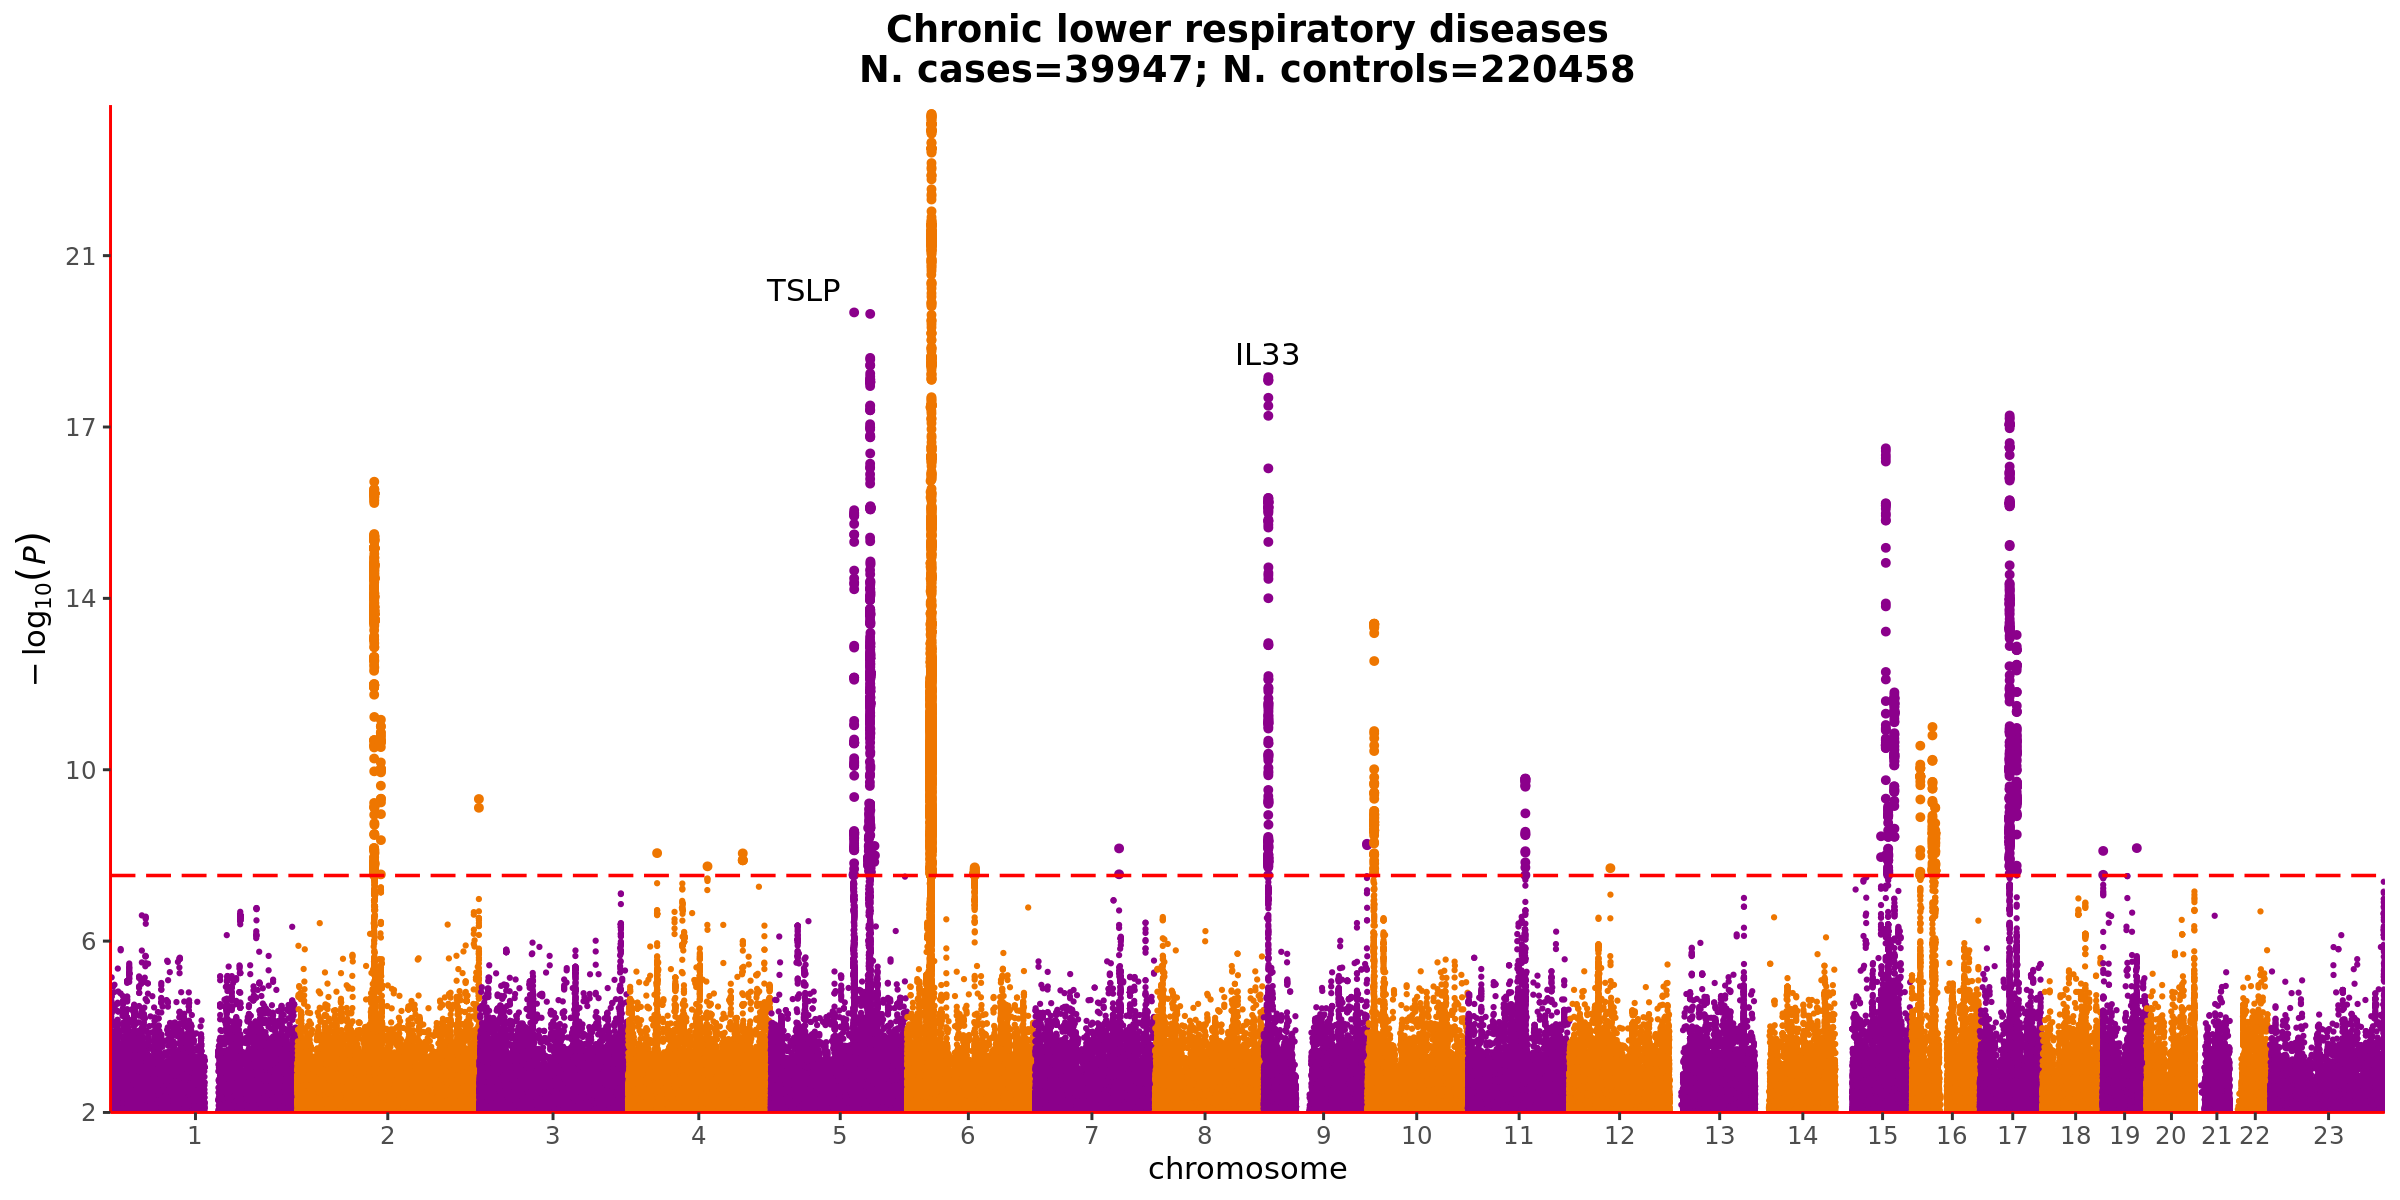 Chronic lower respiratory diseases
N. cases=39947; N. controls=220458
21
TSLP
IL33
17
14
10
6
2
−log₁₀(P)
1 2 3 4 5 6 7 8 9 10 11 12 13 14 15 16 17 18 19 20 21 22 23
chromosome